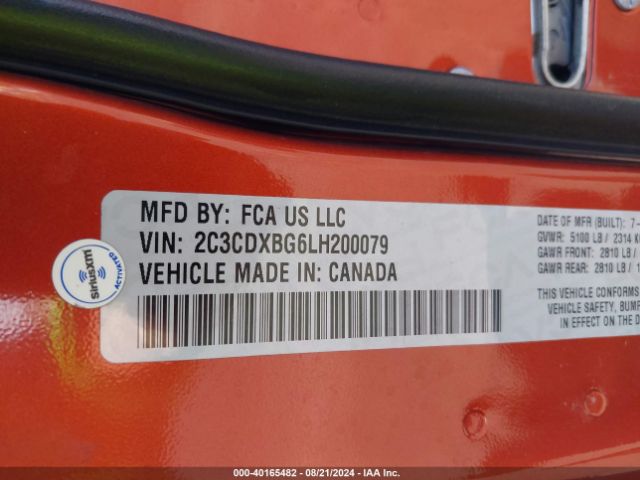 MFD BY: FCA US LLC
VIN: 2C3CDXBG6LH200079
VEHICLE MADE IN: CANADA
siriusxm
DATE OF MFR (BUILT): 7-
GVWR: 5100 LB / 2314 K
GAWR FRONT: 2810 LB /
GAWR REAR: 2810 LB /
THIS VEHICLE CONFORMS
VEHICLE SAFETY, BUMP
IN EFFECT ON THE D
000-40165482 - 08/21/2024 - IAA Inc.